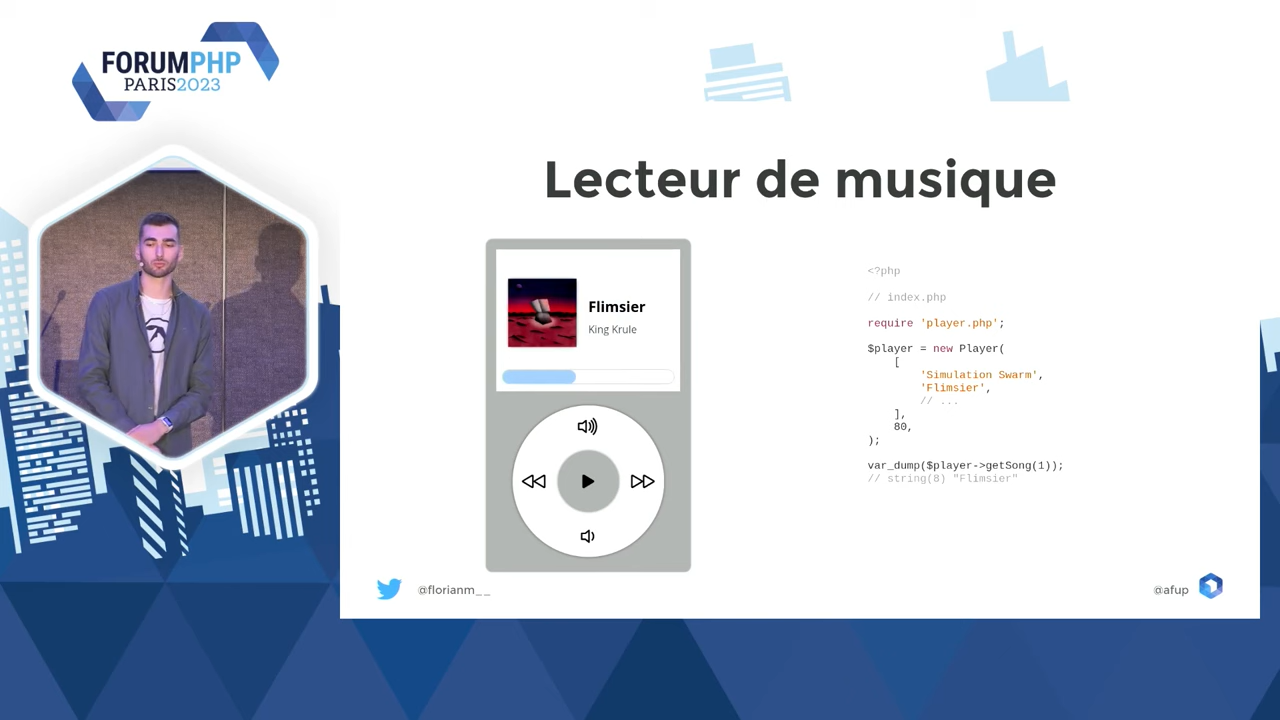 FORUMPHP
PARIS2023
Lecteur de musique
Flimsier
King Krule
<?php
// index.php
require 'player.php';
$player = new Player(
[
'Simulation Swarm',
'Flimsier',
// ...
],
80,
);
var_dump($player->getSong(1));
// string(8) "Flimsier"
@florianm__
@afup